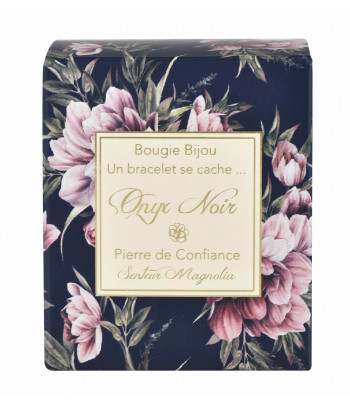 Bougie Bijou
Un bracelet se cache ...
Onyx Noir
Pierre de Confiance
Senteur Magnolia